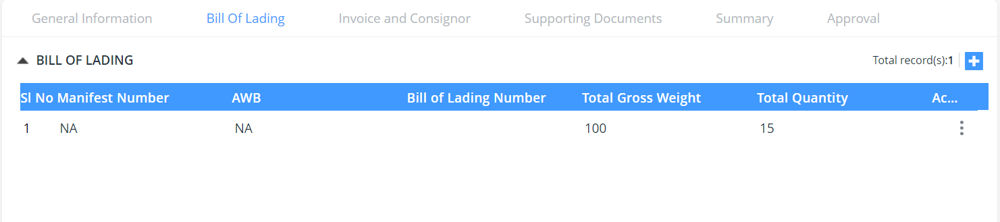 General Information Bill Of Lading Invoice and Consignor Supporting Documents Summary Approval
BILL OF LADING Total record(s):1
Sl No Manifest Number AWB Bill of Lading Number Total Gross Weight Total Quantity Ac...
1 NA NA 100 15